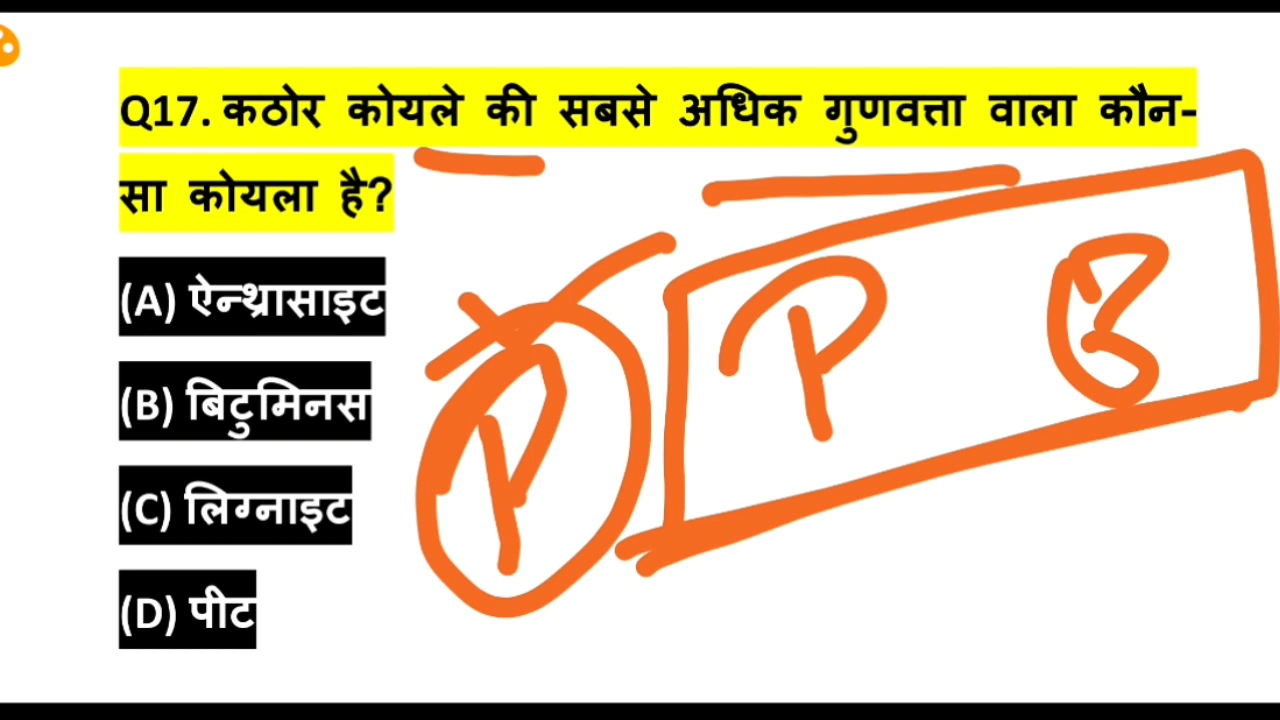 Q17. कठोर कोयले की सबसे अधिक गुणवत्ता वाला कौन-
सा कोयला है?
(A) ऐन्थ्रासाइट
(B) बिटुमिनस
(C) लिग्नाइट
(D) पीट
P
P
B